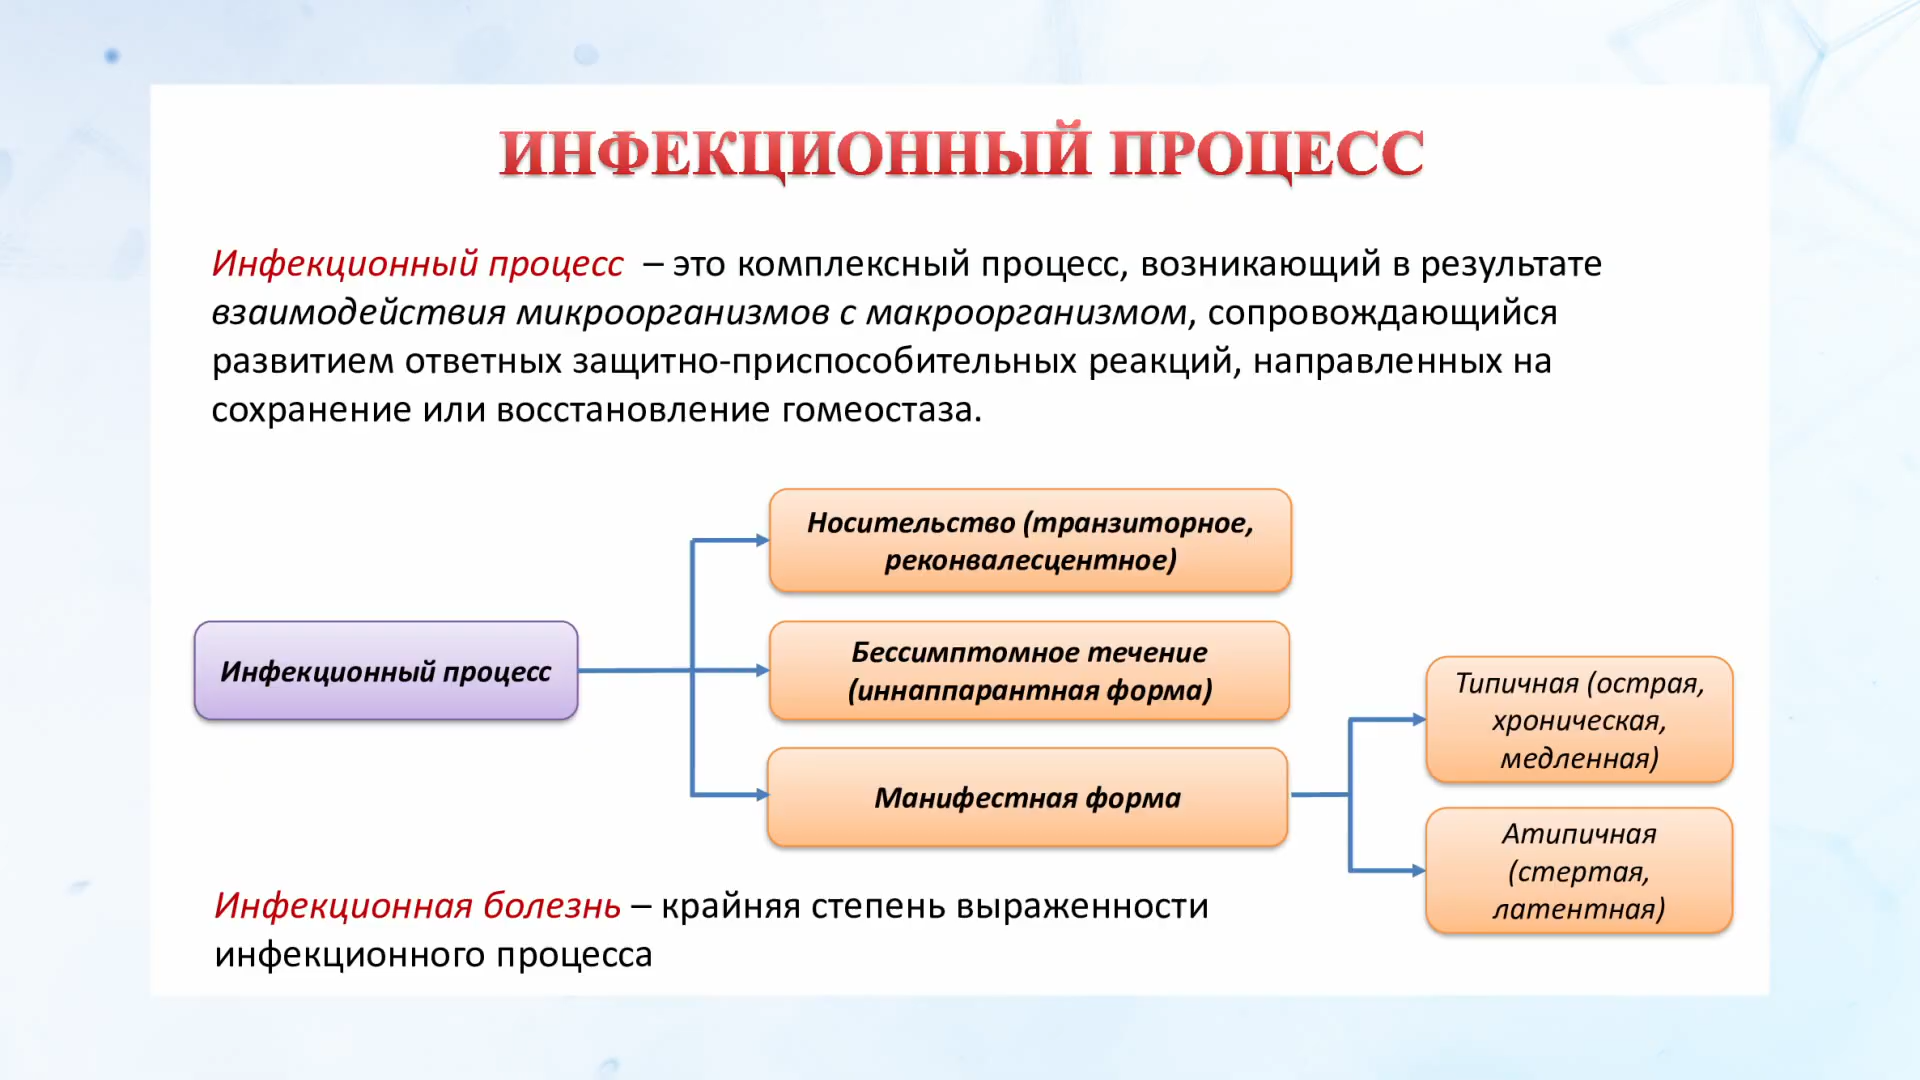 ИНФЕКЦИОННЫЙ ПРОЦЕСС
Инфекционный процесс – это комплексный процесс, возникающий в результате
взаимодействия микроорганизмов с макроорганизмом, сопровождающийся
развитием ответных защитно-приспособительных реакций, направленных на
сохранение или восстановление гомеостаза.
Носительство (транзиторное,
реконвалесцентное)
Инфекционный процесс
Бессимптомное течение
(иннаппарантная форма)
Манифестная форма
Типичная (острая,
хроническая,
медленная)
Атипичная
(стертая,
латентная)
Инфекционная болезнь – крайняя степень выраженности
инфекционного процесса